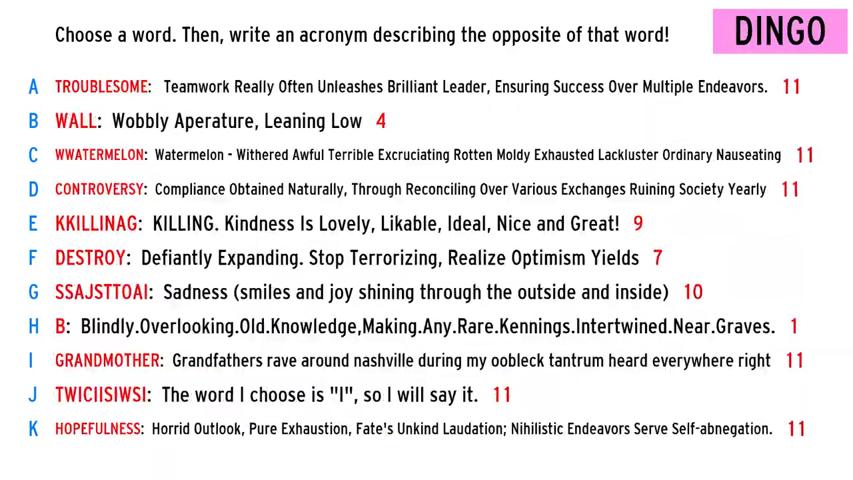 Choose a word. Then, write an acronym describing the opposite of that word!
DINGO
A TROUBLESOME: Teamwork Really Often Unleashes Brilliant Leader, Ensuring Success Over Multiple Endeavors. 11
B WALL: Wobbly Aperature, Leaning Low 4
C WWATERMELON: Watermelon - Withered Awful Terrible Excruciating Rotten Moldy Exhausted Lackluster Ordinary Nauseating 11
D CONTROVERSY: Compliance Obtained Naturally, Through Reconciling Over Various Exchanges Ruining Society Yearly 11
E KKILLINAG: KILLING. Kindness Is Lovely, Likable, Ideal, Nice and Great! 9
F DESTROY: Defiantly Expanding. Stop Terrorizing, Realize Optimism Yields 7
G SSAJSTTOAI: Sadness (smiles and joy shining through the outside and inside) 10
H B: Blindly.Overlooking.Old.Knowledge,Making.Any.Rare.Kennings.Intertwined.Near.Graves. 1
I GRANDMOTHER: Grandfathers rave around nashville during my oobleck tantrum heard everywhere right 11
J TWICIISIWSI: The word I choose is "I", so I will say it. 11
K HOPEFULNESS: Horrid Outlook, Pure Exhaustion, Fate's Unkind Laudation; Nihilistic Endeavors Serve Self-abnegation. 11